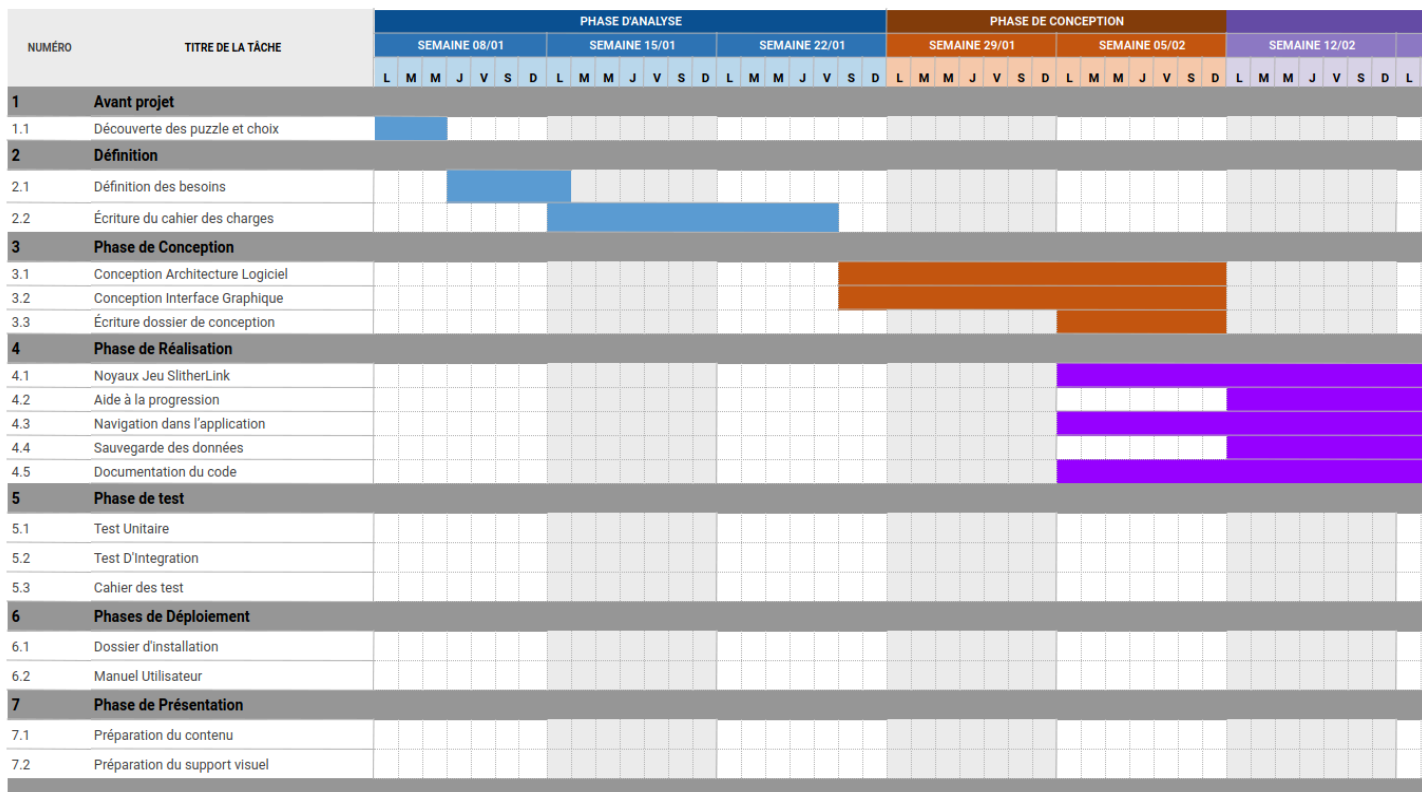 PHASE D'ANALYSE PHASE DE CONCEPTION
NUMÉRO TITRE DE LA TÂCHE SEMAINE 08/01 SEMAINE 15/01 SEMAINE 22/01 SEMAINE 29/01 SEMAINE 05/02 SEMAINE 12/02
L M M J V S D L M M J V S D L M M J V S D L M M J V S D L M M J V S D L M M J V S D L
1 Avant projet
1.1 Découverte des puzzle et choix
2 Définition
2.1 Définition des besoins
2.2 Écriture du cahier des charges
3 Phase de Conception
3.1 Conception Architecture Logiciel
3.2 Conception Interface Graphique
3.3 Écriture dossier de conception
4 Phase de Réalisation
4.1 Noyaux Jeu SlitherLink
4.2 Aide à la progression
4.3 Navigation dans l'application
4.4 Sauvegarde des données
4.5 Documentation du code
5 Phase de test
5.1 Test Unitaire
5.2 Test D'Integration
5.3 Cahier des test
6 Phases de Déploiement
6.1 Dossier d'installation
6.2 Manuel Utilisateur
7 Phase de Présentation
7.1 Préparation du contenu
7.2 Préparation du support visuel